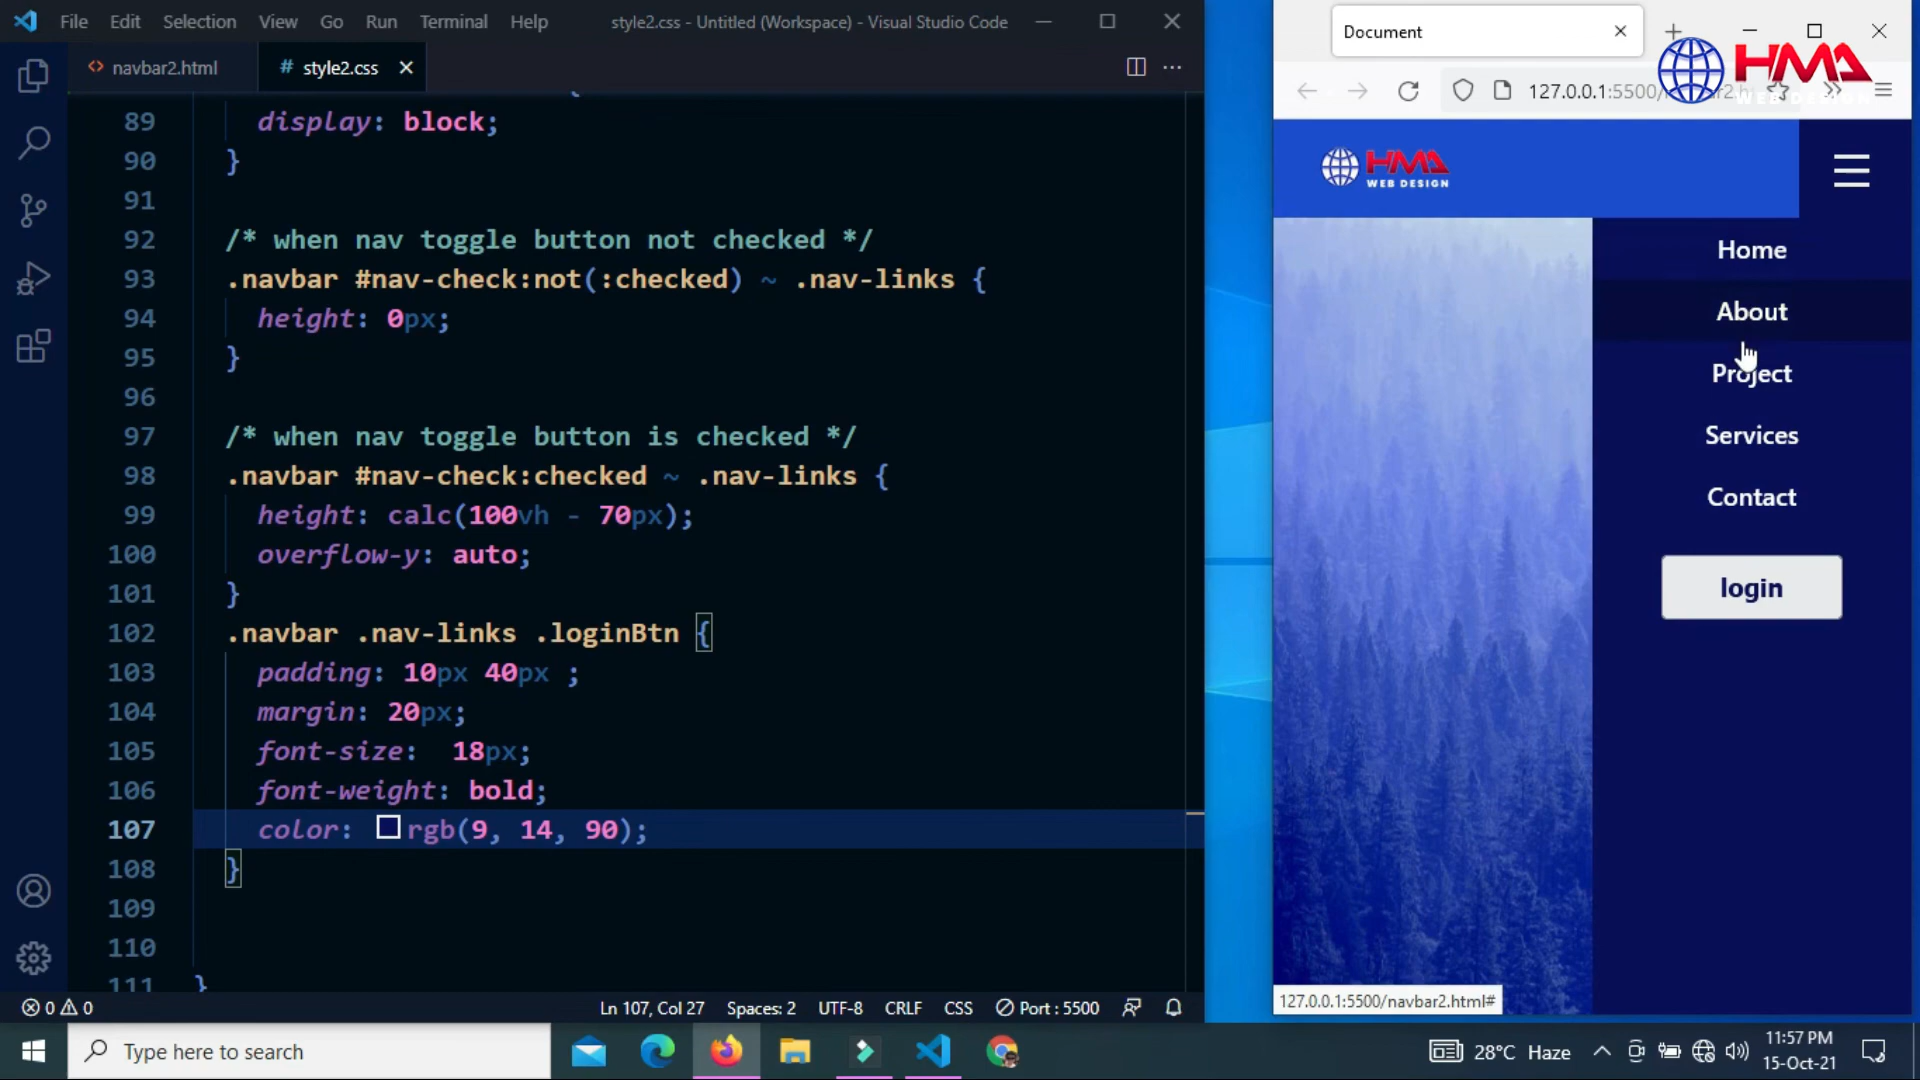 File Edit Selection View Go Run Terminal Help style2.css - Untitled (Workspace) - Visual Studio Code
navbar2.html # style2.css
89 display: block;
90 }
91
92 /* when nav toggle button not checked */
93 .navbar #nav-check:not(:checked) ~ .nav-links {
94 height: 0px;
95 }
96
97 /* when nav toggle button is checked */
98 .navbar #nav-check:checked ~ .nav-links {
99 height: calc(100vh - 70px);
100 overflow-y: auto;
101 }
102 .navbar .nav-links .loginBtn {
103 padding: 10px 40px ;
104 margin: 20px;
105 font-size:  18px;
106 font-weight: bold;
107 color: rgb(9, 14, 90);
108 }
109
110
111 }
0 0 Ln 107, Col 27 Spaces: 2 UTF-8 CRLF CSS Port : 5500
Document
127.0.0.1:5500/
HMA
WEB DESIGN
HMA
WEB DESIGN
Home
About
Project
Services
Contact
login
127.0.0.1:5500/navbar2.html#
Type here to search
28°C Haze
11:57 PM
15-Oct-21